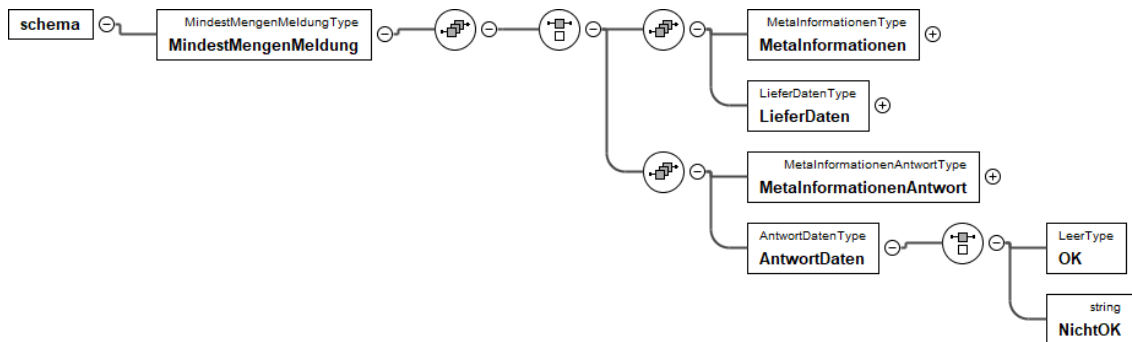 schema
MindestMengenMeldungType
MindestMengenMeldung
MetaInformationenType
MetaInformationen
LieferDatenType
LieferDaten
MetaInformationenAntwortType
MetaInformationenAntwort
AntwortDatenType
AntwortDaten
LeerType
OK
string
NichtOK